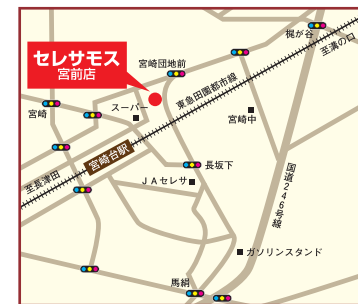 セレサモス
宮前店
宮崎団地前
梶が谷
至溝の口
東急田園都市線
宮崎
スーパー
宮崎中
宮崎台駅
長坂下
至長津田
JAセレサ
国道246号線
ガソリンスタンド
馬絹